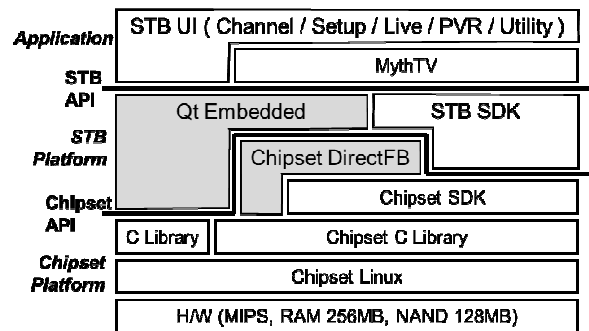 STB UI ( Channel / Setup / Live / PVR / Utility )
Application
MythTV
STB
API
Qt Embedded
STB SDK
STB
Platform
Chipset DirectFB
Chipset SDK
Chipset
API
C Library
Chipset C Library
Chipset
Platform
Chipset Linux
H/W (MIPS, RAM 256MB, NAND 128MB)